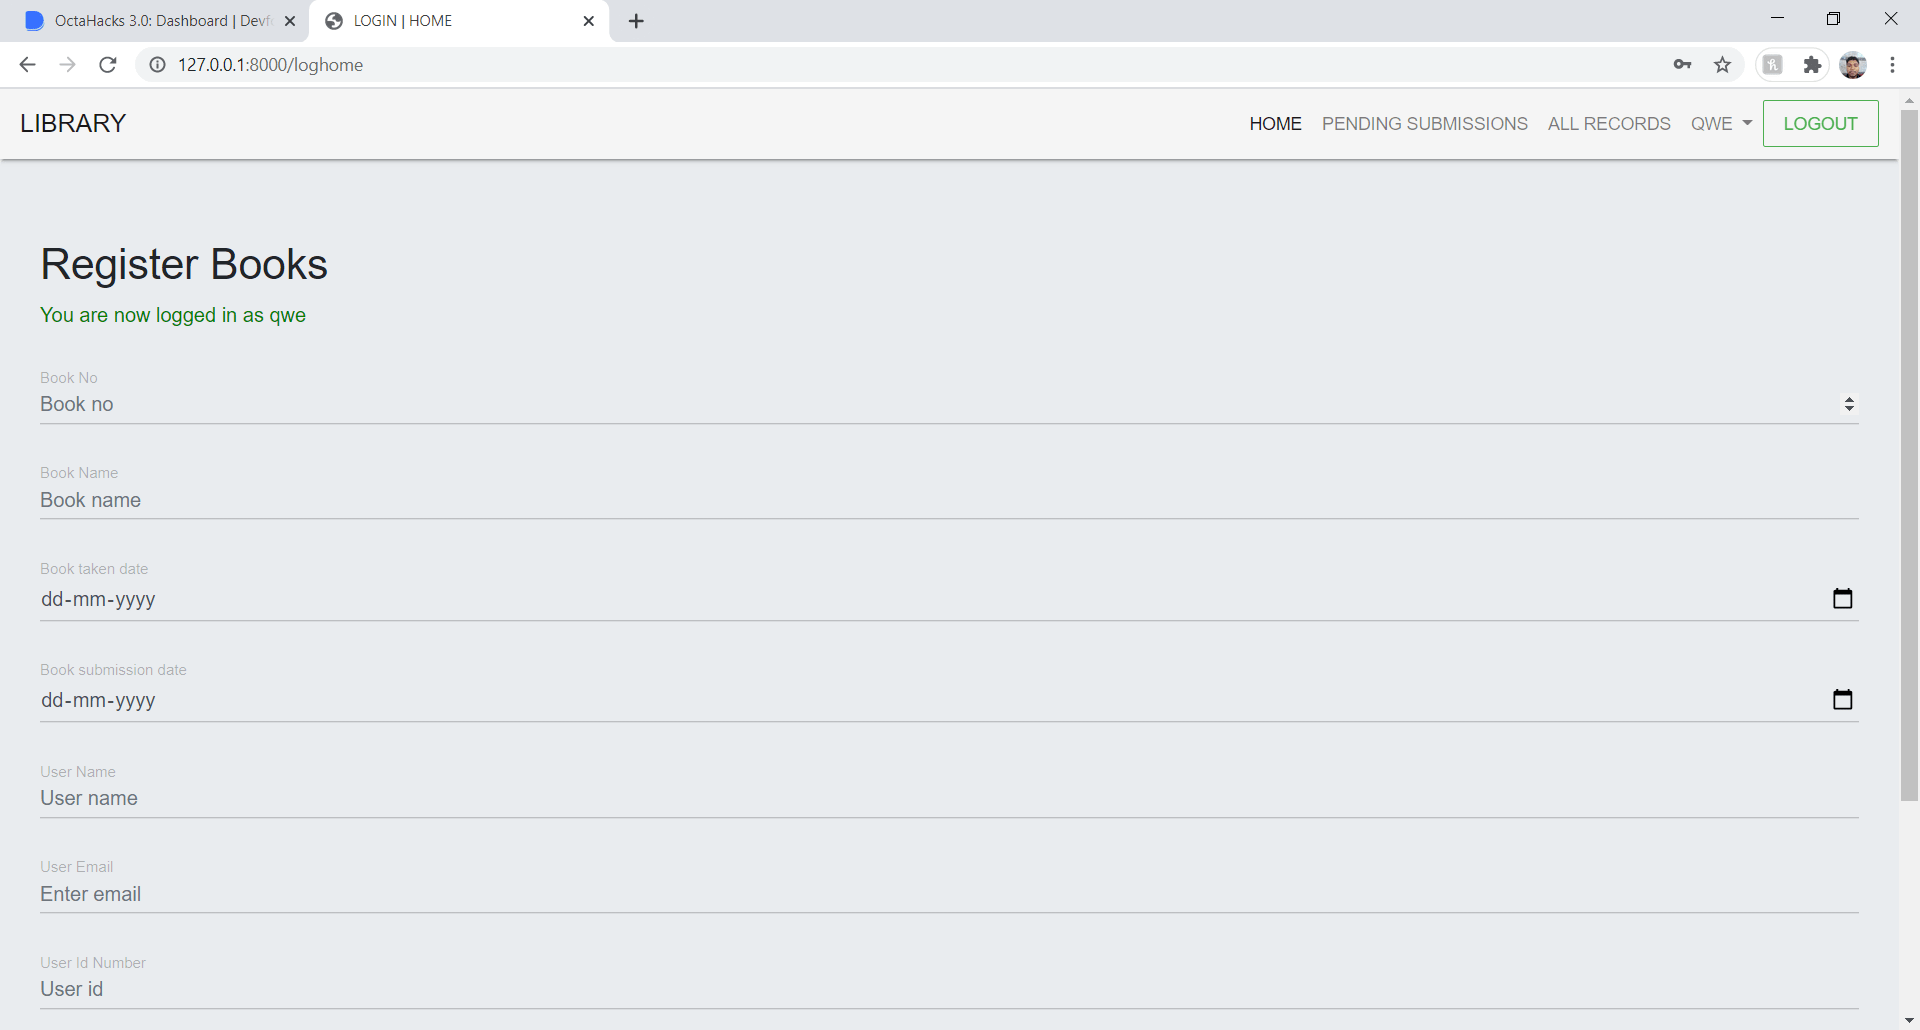 OctaHacks 3.0: Dashboard | Devf
LOGIN | HOME
127.0.0.1:8000/loghome
LIBRARY
HOME PENDING SUBMISSIONS ALL RECORDS QWE LOGOUT
Register Books
You are now logged in as qwe
Book No
Book no
Book Name
Book name
Book taken date
dd-mm-yyyy
Book submission date
dd-mm-yyyy
User Name
User name
User Email
Enter email
User Id Number
User id